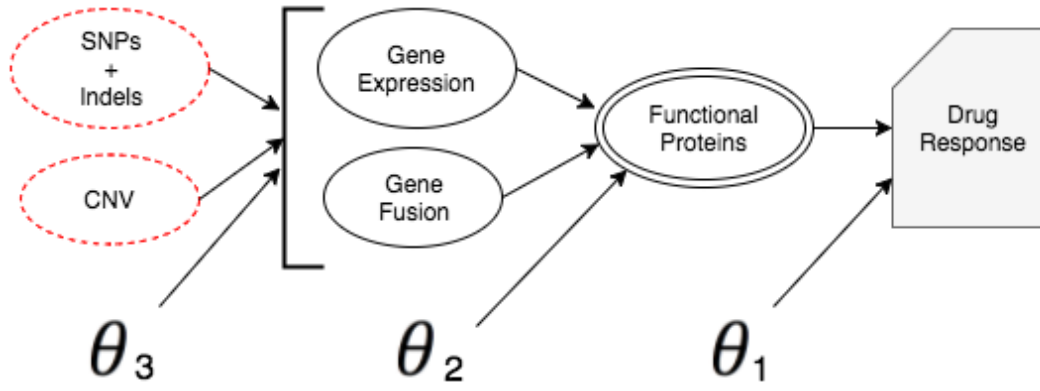 SNPs
+
Indels
CNV
Gene
Expression
Gene
Fusion
Functional
Proteins
Drug
Response
θ3
θ2
θ1